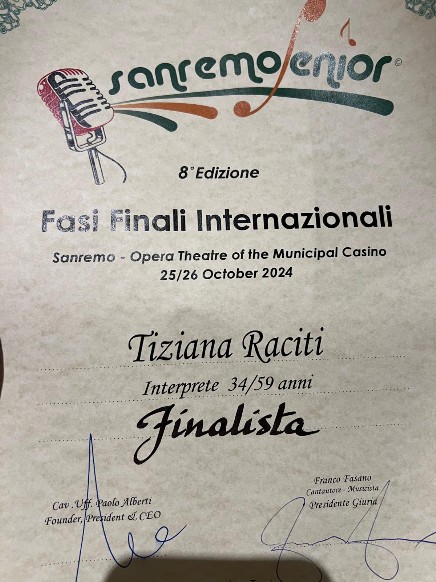 sanremoSenior©
8°Edizione
Fasi Finali Internazionali
Sanremo - Opera Theatre of the Municipal Casino
25/26 October 2024
Tiziana Raciti
Interprete 34/59 anni
Finalista
Cav .Uff. Paolo Alberti
Founder, President & CEO
Franco Fasano
Cantautore - Musicista
Presidente Giuria